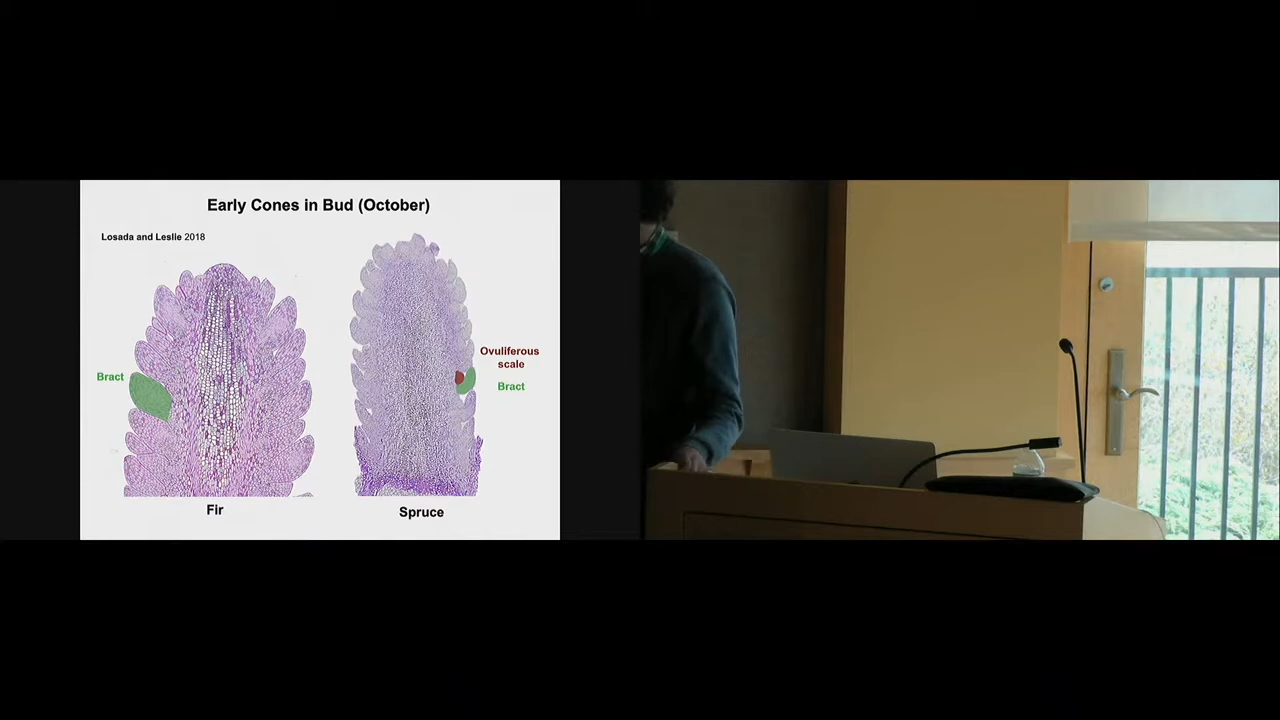 Early Cones in Bud (October)
Losada and Leslie 2018
Bract
Ovuliferous
scale
Bract
Fir
Spruce